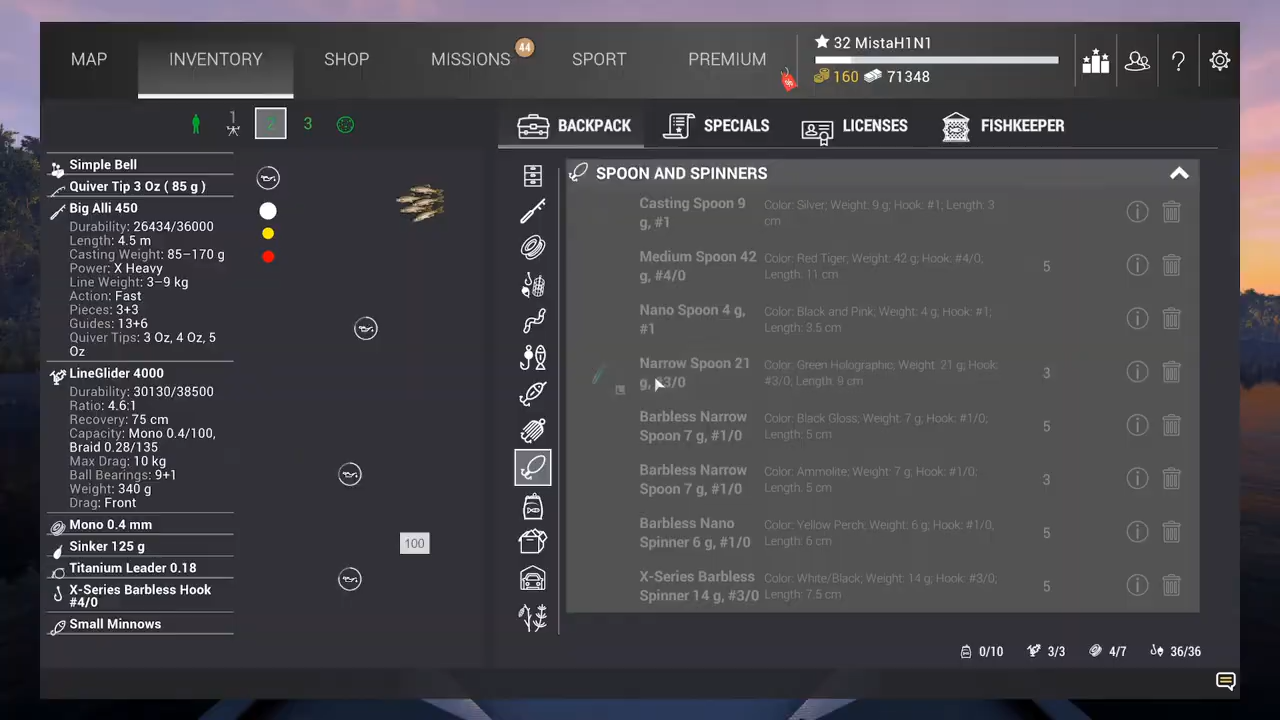 MAP
INVENTORY
SHOP
MISSIONS
44
SPORT
PREMIUM
32 MistaH1N1
160
71348
1
2
3
BACKPACK
SPECIALS
LICENSES
FISHKEEPER
Simple Bell
Quiver Tip 3 Oz ( 85 g )
Big Alli 450
Durability: 26434/36000
Length: 4.5 m
Casting Weight: 85–170 g
Power: X Heavy
Line Weight: 3–9 kg
Action: Fast
Pieces: 3+3
Guides: 13+6
Quiver Tips: 3 Oz, 4 Oz, 5
Oz
LineGlider 4000
Durability: 30130/38500
Ratio: 4.6:1
Recovery: 75 cm
Capacity: Mono 0.4/100,
Braid 0.28/135
Max Drag: 10 kg
Ball Bearings: 9+1
Weight: 340 g
Drag: Front
Mono 0.4 mm
Sinker 125 g
100
Titanium Leader 0.18
X-Series Barbless Hook
#4/0
Small Minnows
SPOON AND SPINNERS
Casting Spoon 9
g, #1
Color: Silver; Weight: 9 g; Hook: #1; Length: 3
cm
Medium Spoon 42
g, #4/0
Color: Red Tiger; Weight: 42 g; Hook: #4/0;
Length: 11 cm
5
Nano Spoon 4 g,
#1
Color: Black and Pink; Weight: 4 g; Hook: #1;
Length: 3.5 cm
Narrow Spoon 21
g, #3/0
Color: Green Holographic; Weight: 21 g; Hook:
#3/0; Length: 9 cm
3
Barbless Narrow
Spoon 7 g, #1/0
Color: Black Gloss; Weight: 7 g; Hook: #1/0;
Length: 5 cm
5
Barbless Narrow
Spoon 7 g, #1/0
Color: Ammolite; Weight: 7 g; Hook: #1/0;
Length: 5 cm
3
Barbless Nano
Spinner 6 g, #1/0
Color: Yellow Perch; Weight: 6 g; Hook: #1/0;
Length: 6 cm
5
X-Series Barbless
Spinner 14 g, #3/0
Color: White/Black; Weight: 14 g; Hook: #3/0;
Length: 7.5 cm
5
0/10
3/3
4/7
36/36